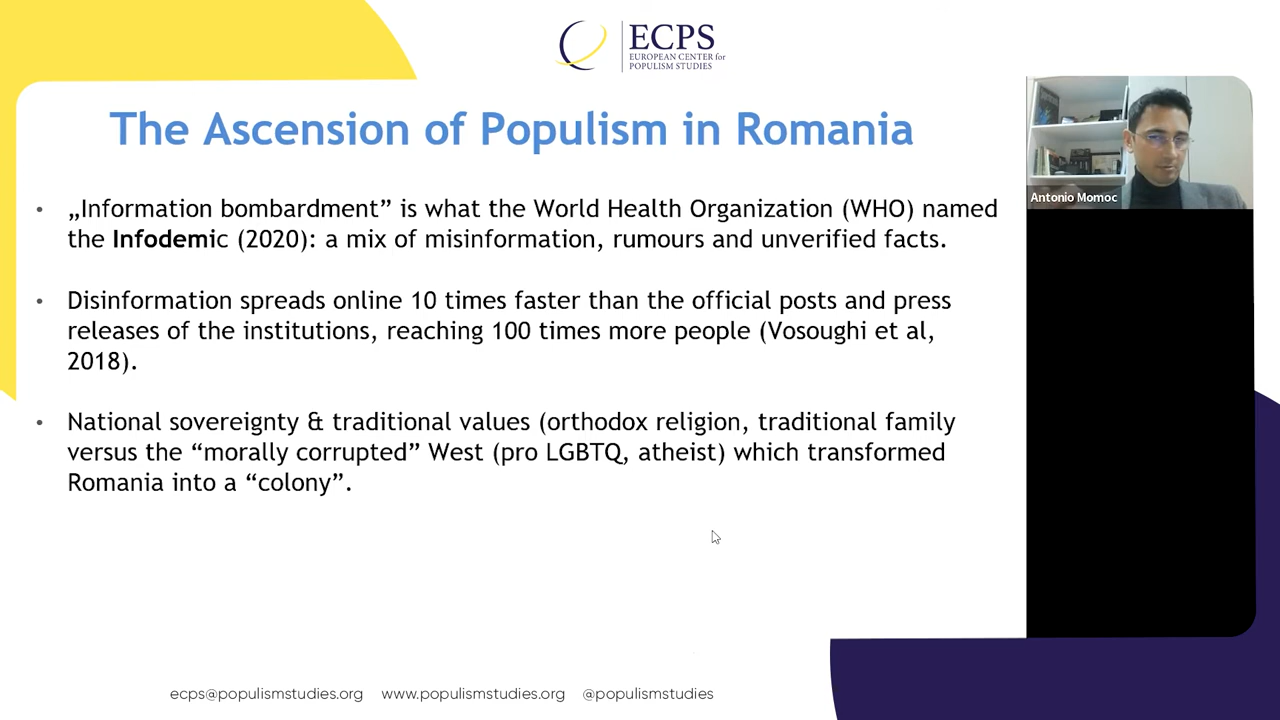 ECPS
EUROPEAN CENTER for
POPULISM STUDIES
The Ascension of Populism in Romania
• „Information bombardment” is what the World Health Organization (WHO) named
the Infodemic (2020): a mix of misinformation, rumours and unverified facts.
• Disinformation spreads online 10 times faster than the official posts and press
releases of the institutions, reaching 100 times more people (Vosoughi et al,
2018).
• National sovereignty & traditional values (orthodox religion, traditional family
versus the “morally corrupted” West (pro LGBTQ, atheist) which transformed
Romania into a “colony”.
Antonio Momoc
ecps@populismstudies.org www.populismstudies.org @populismstudies